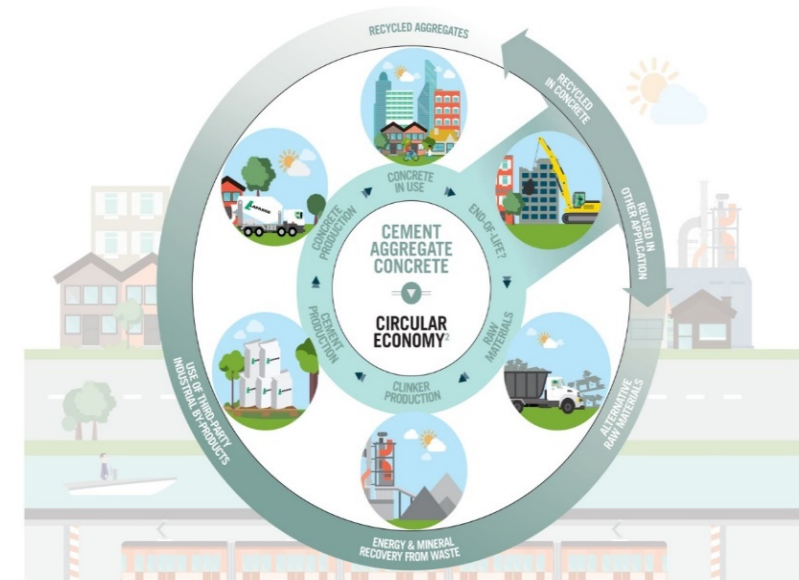 RECYCLED AGGREGATES
RECYCLED
IN CONCRETE
REUSED IN
OTHER APPILCATION
CONCRETE
IN USE
END-OF-LIFE?
CONCRETE
PRODUCTION
CEMENT
AGGREGATE
CONCRETE
CIRCULAR
ECONOMY²
RAW
MATERIALS
CEMENT
PRODUCTION
CLINKER
PRODUCTION
LAFARGE
USE OF THIRD-PARTY
INDUSTRIAL BY-PRODUCTS
ALTERNATIVE
RAW MATERIALS
ENERGY & MINERAL
RECOVERY FROM WASTE